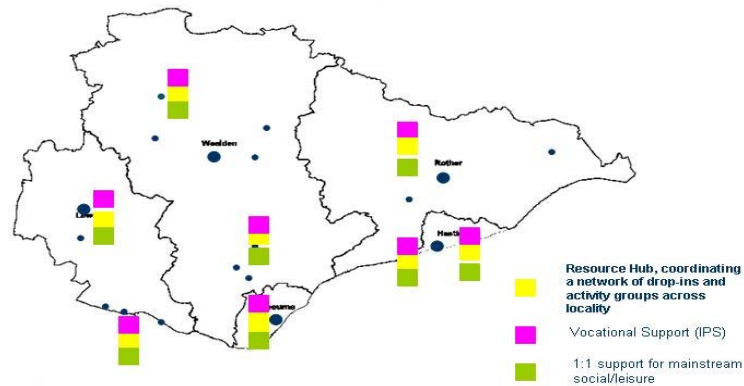 Wealden
Rother
Resource Hub, coordinating
a network of drop-ins and
activity groups across
locality
Vocational Support (IPS)
1:1 support for mainstream
social/leisure